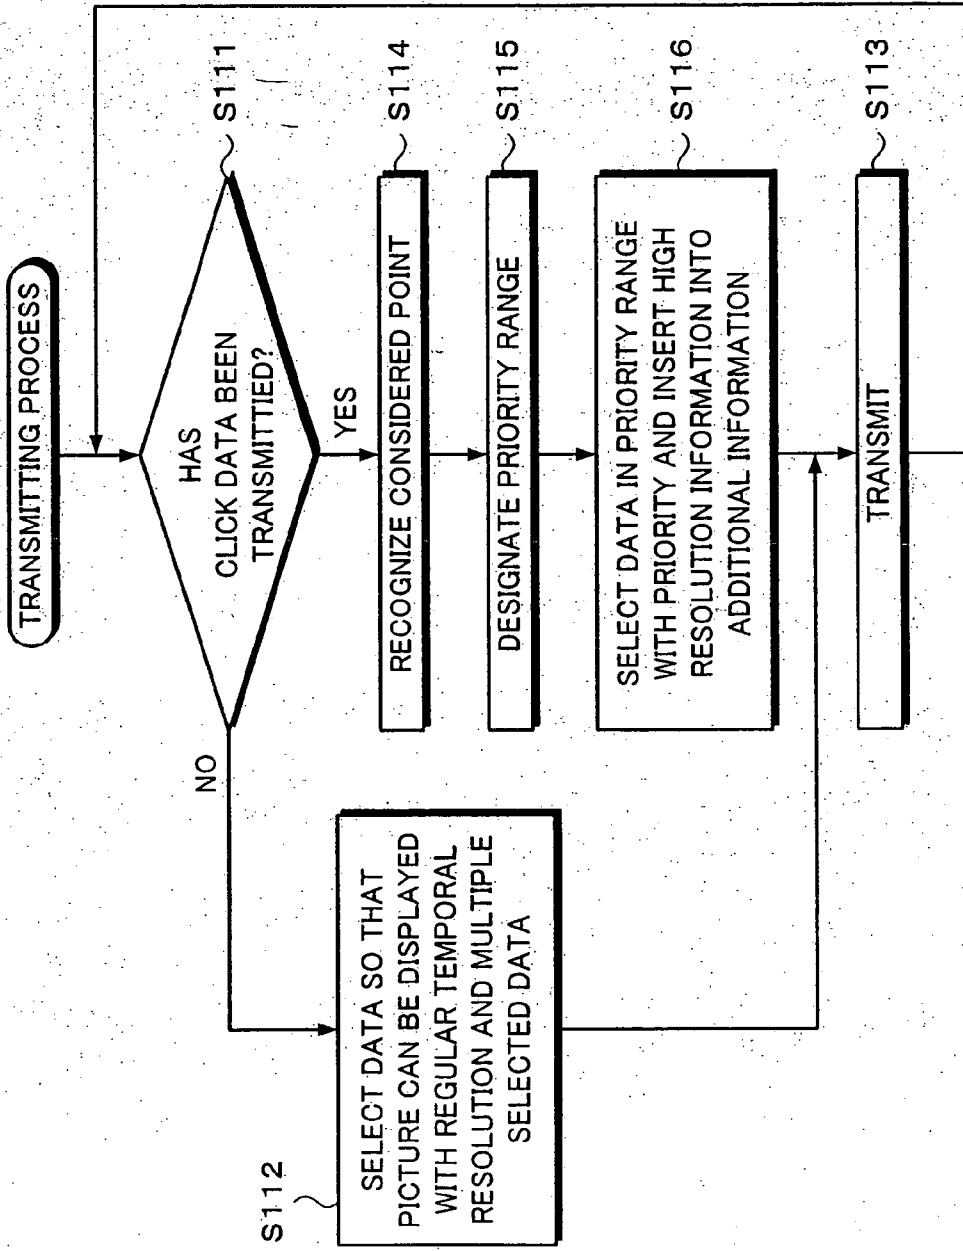 TRANSMITTING PROCESS
S111
HAS
CLICK DATA BEEN
TRANSMITTIED?
NO
YES
S112
SELECT DATA SO THAT
PICTURE CAN BE DISPLAYED
WITH REGULAR TEMPORAL
RESOLUTION AND MULTIPLE
SELECTED DATA
S114
RECOGNIZE CONSIDERED POINT
S115
DESIGNATE PRIORITY RANGE
S116
SELECT DATA IN PRIORITY RANGE
WITH PRIORITY AND INSERT HIGH
RESOLUTION INFORMATION INTO
ADDITIONAL INFORMATION
S113
TRANSMIT